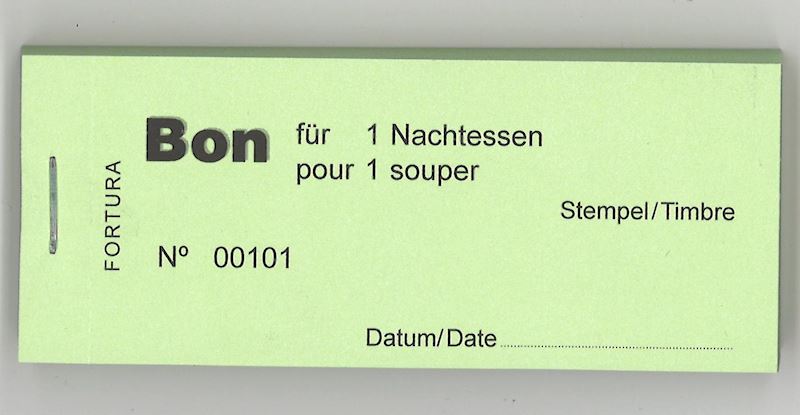 FORTURA
Bon für 1 Nachtessen
pour 1 souper
Stempel/Timbre
Nº 00101
Datum/Date